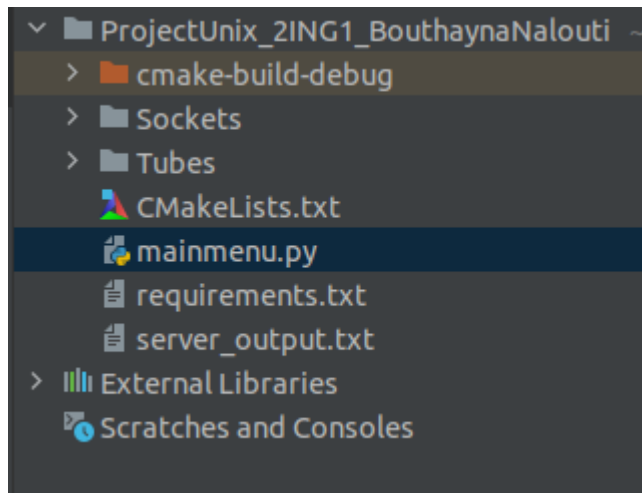 ProjectUnix_2ING1_BouthaynaNalouti ~
cmake-build-debug
Sockets
Tubes
CMakeLists.txt
mainmenu.py
requirements.txt
server_output.txt
External Libraries
Scratches and Consoles